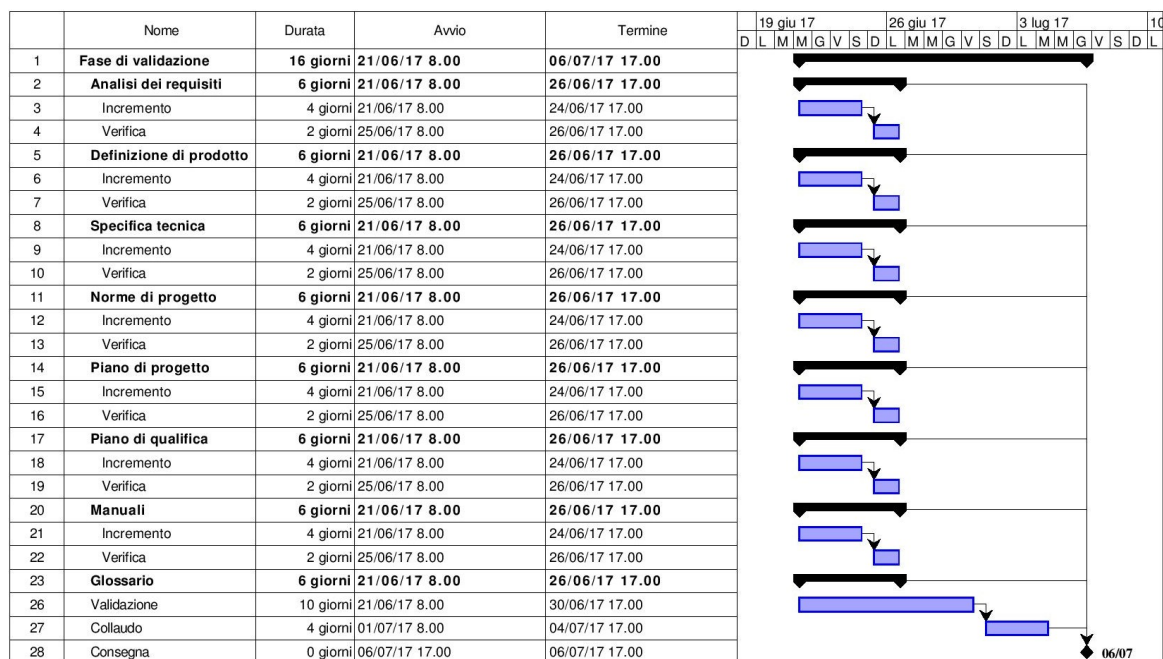 Nome Durata Avvio Termine 19 giu 17 26 giu 17 3 lug 17 10
D L M M G V S D L M M G V S D L M M G V S D L
1 Fase di validazione 16 giorni 21/06/17 8.00 06/07/17 17.00
2 Analisi dei requisiti 6 giorni 21/06/17 8.00 26/06/17 17.00
3 Incremento 4 giorni 21/06/17 8.00 24/06/17 17.00
4 Verifica 2 giorni 25/06/17 8.00 26/06/17 17.00
5 Definizione di prodotto 6 giorni 21/06/17 8.00 26/06/17 17.00
6 Incremento 4 giorni 21/06/17 8.00 24/06/17 17.00
7 Verifica 2 giorni 25/06/17 8.00 26/06/17 17.00
8 Specifica tecnica 6 giorni 21/06/17 8.00 26/06/17 17.00
9 Incremento 4 giorni 21/06/17 8.00 24/06/17 17.00
10 Verifica 2 giorni 25/06/17 8.00 26/06/17 17.00
11 Norme di progetto 6 giorni 21/06/17 8.00 26/06/17 17.00
12 Incremento 4 giorni 21/06/17 8.00 24/06/17 17.00
13 Verifica 2 giorni 25/06/17 8.00 26/06/17 17.00
14 Piano di progetto 6 giorni 21/06/17 8.00 26/06/17 17.00
15 Incremento 4 giorni 21/06/17 8.00 24/06/17 17.00
16 Verifica 2 giorni 25/06/17 8.00 26/06/17 17.00
17 Piano di qualifica 6 giorni 21/06/17 8.00 26/06/17 17.00
18 Incremento 4 giorni 21/06/17 8.00 24/06/17 17.00
19 Verifica 2 giorni 25/06/17 8.00 26/06/17 17.00
20 Manuali 6 giorni 21/06/17 8.00 26/06/17 17.00
21 Incremento 4 giorni 21/06/17 8.00 24/06/17 17.00
22 Verifica 2 giorni 25/06/17 8.00 26/06/17 17.00
23 Glossario 6 giorni 21/06/17 8.00 26/06/17 17.00
26 Validazione 10 giorni 21/06/17 8.00 30/06/17 17.00
27 Collaudo 4 giorni 01/07/17 8.00 04/07/17 17.00
28 Consegna 0 giorni 06/07/17 17.00 06/07/17 17.00 06/07